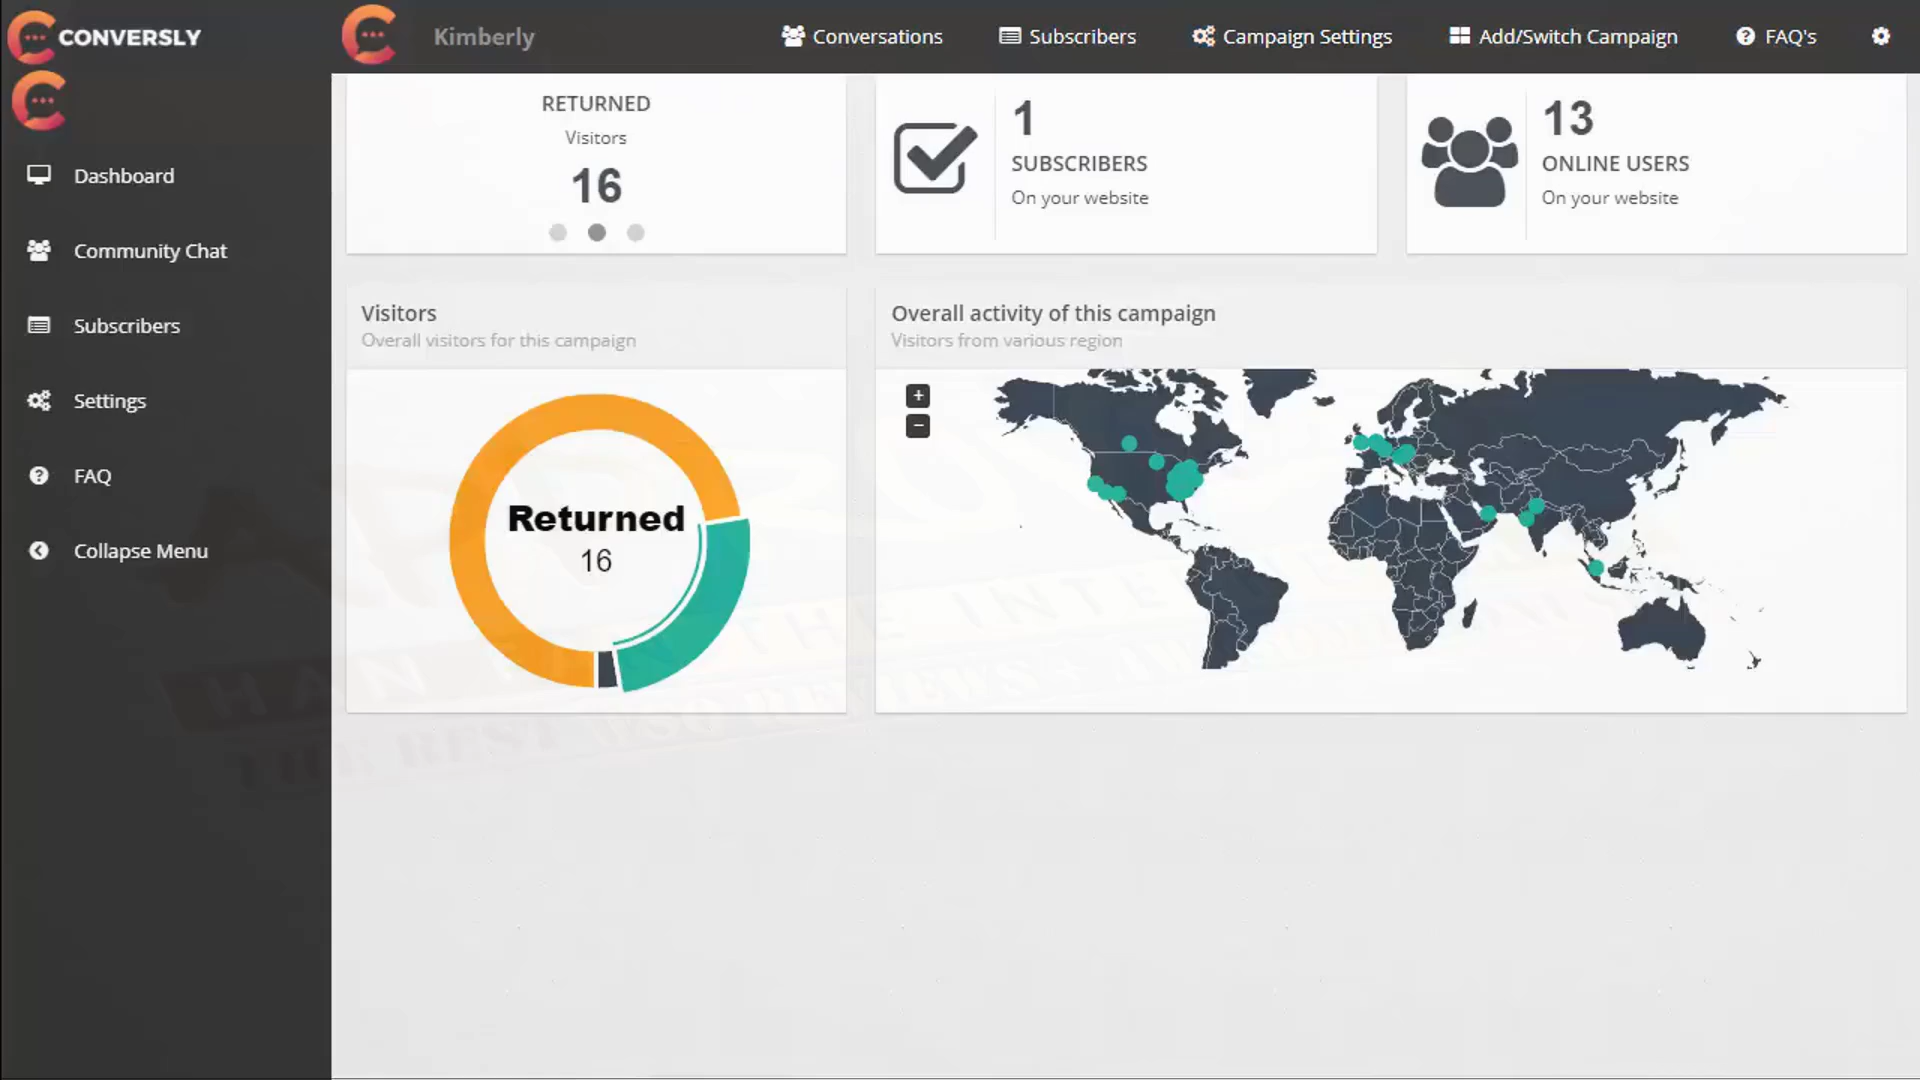 CONVERSLY
Kimberly
Conversations
Subscribers
Campaign Settings
Add/Switch Campaign
FAQ's
Dashboard
Community Chat
Subscribers
Settings
FAQ
Collapse Menu
RETURNED
Visitors
16
1
SUBSCRIBERS
On your website
13
ONLINE USERS
On your website
Visitors
Overall visitors for this campaign
Returned
16
Overall activity of this campaign
Visitors from various region
+
−